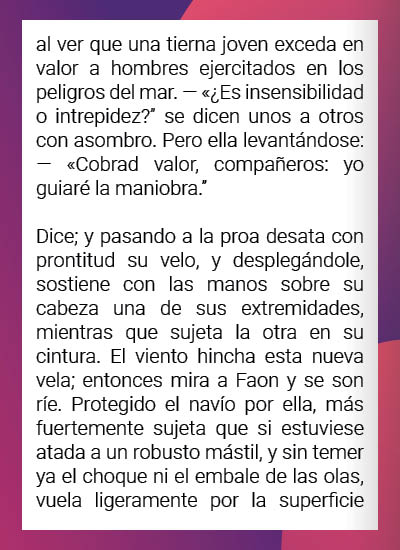 al ver que una tierna joven exceda en
valor a hombres ejercitados en los
peligros del mar. — «¿Es insensibilidad
o intrepidez?” se dicen unos a otros
con asombro. Pero ella levantándose:
— «Cobrad valor, compañeros: yo
guiaré la maniobra.”

Dice; y pasando a la proa desata con
prontitud su velo, y desplegándole,
sostiene con las manos sobre su
cabeza una de sus extremidades,
mientras que sujeta la otra en su
cintura. El viento hincha esta nueva
vela; entonces mira a Faon y se son
ríe. Protegido el navío por ella, más
fuertemente sujeta que si estuviese
atada a un robusto mástil, y sin temer
ya el choque ni el embale de las olas,
vuela ligeramente por la superficie